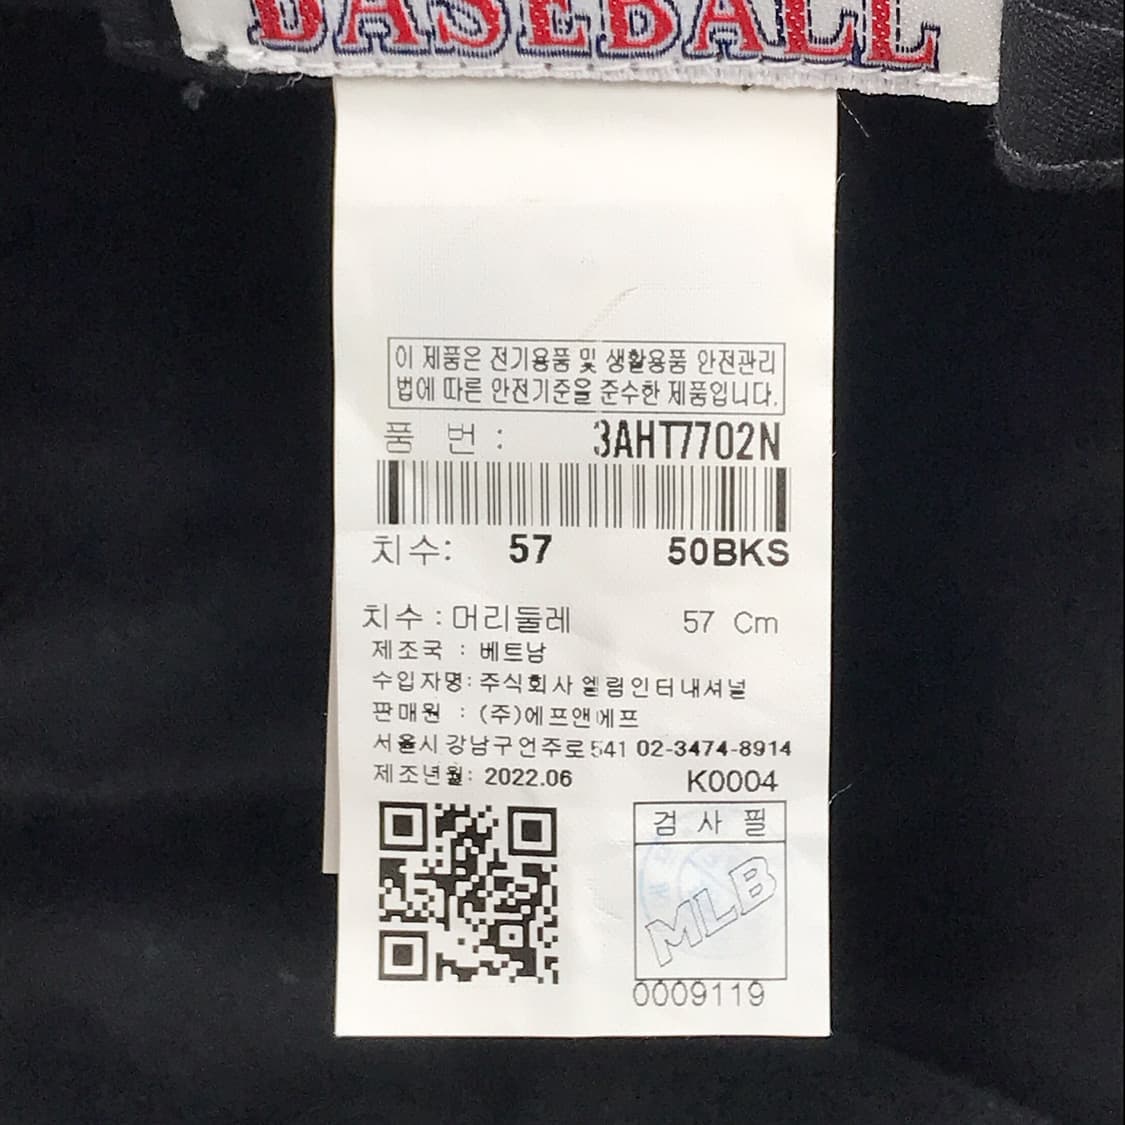 BASEBALL
이 제품은 전기용품 및 생활용품 안전관리
법에 따른 안전기준을 준수한 제품입니다.
품 번 : 3AHT7702N
치수: 57 50BKS
치수 : 머리둘레 57 Cm
제조국 : 베트남
수입자명: 주식회사 엘림인터내셔널
판매원 : (주)에프앤에프
서울시 강남구언주로541 02-3474-8914
제조년월: 2022.06 K0004
검 사 필
MLB
0009119